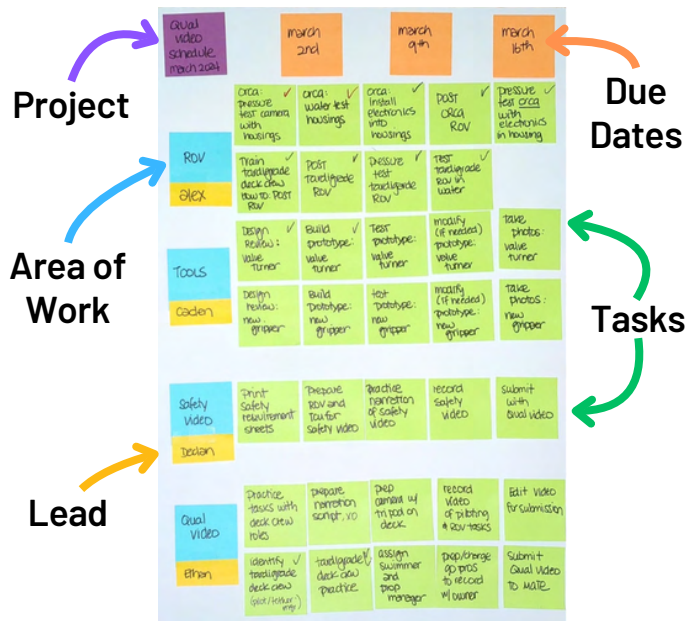 Project
Area of
Work
Lead
Due
Dates
Tasks
Qual
video
schedule
march 2024
march
2nd
march
9th
march
16th
ROV
alex
orca:
pressure
test camera
with
housings
orca:
water test
housings
orca:
install
electronics
into
housings
POST
ORCA
ROV
pressure
test orca
with
electronics
in housing
Train
tardigrade
deck crew
how to: POST
ROV
POST
Tardigrade
ROV
Pressure
test
tardigrade
ROV
TEST
Tardigrade
ROV in
water
TOOLS
Caden
Design
Review:
value
turner
Build
prototype:
value
turner
Test
prototype:
value
turner
modify
(if needed)
prototype:
value
turner
Take
photos:
value
turner
Design
review:
new
gripper
Build
prototype:
new
gripper
test
prototype:
new
gripper
modify
(if needed)
prototype:
new
gripper
Take
photos:
new
gripper
Safety
video
Declan
Print
Safety
requirement
sheets
Prepare
ROV and
TCU for
safety video
practice
narration
of safety
video
record
Safety
video
submit
with
Qual video
Qual
video
Ethan
Practice
tasks with
deck crew
roles
prepare
narration
script, vo
prep
camera w/
tripod on
deck
record
video
of piloting
& ROV tasks
Edit video
for submission
identify
tardigrade
deck crew
(pilot/tether
mgr)
tardigrade
deck crew
practice
assign
swimmer
and
prop
manager
prep/charge
go pros
to record
w/ owner
Submit
Qual video
TO MATE